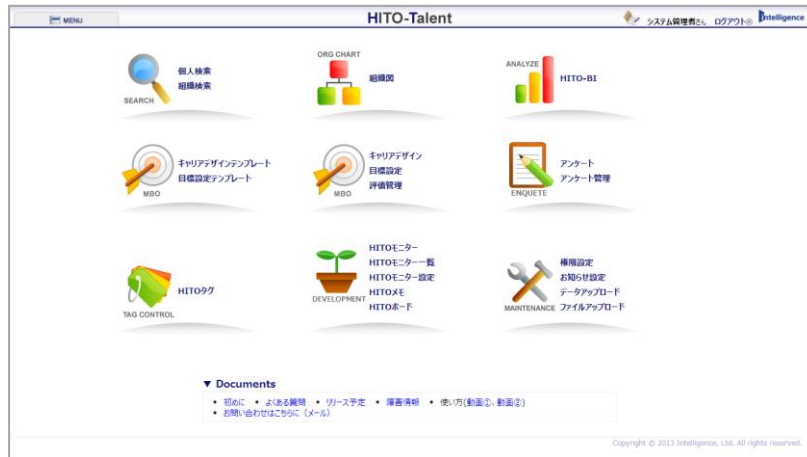 MENU
HITO-Talent
システム管理者さん ログアウト
Intelligence
SEARCH
個人検索
組織検索
ORG CHART
組織図
ANALYZE
HITO-BI
MBO
キャリアデザインテンプレート
目標設定テンプレート
MBO
キャリアデザイン
目標設定
評価管理
ENQUETE
アンケート
アンケート管理
TAG CONTROL
HITOタグ
DEVELOPMENT
HITOモニター
HITOモニター一覧
HITOモニター設定
HITOメモ
HITOボード
MAINTENANCE
権限設定
お知らせ設定
データアップロード
ファイルアップロード
▼ Documents
• 初めに • よくある質問 • リリース予定 • 障害情報 • 使い方(動画①、動画②)
• お問い合わせはこちらに（メール）
Copyright © 2013 Intelligence, Ltd. All rights reserved.